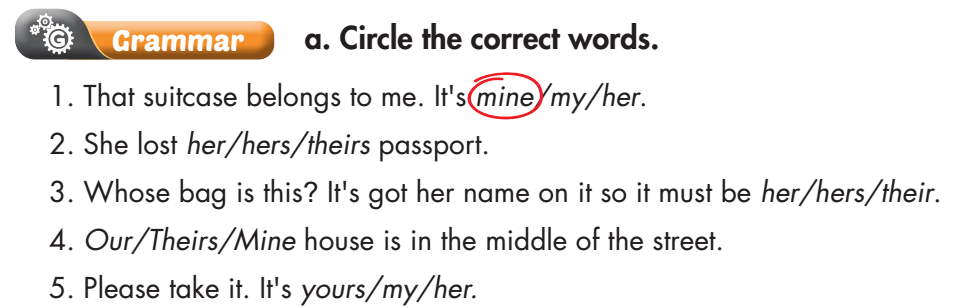 G Grammar a. Circle the correct words.
1. That suitcase belongs to me. It's mine/my/her.
2. She lost her/hers/theirs passport.
3. Whose bag is this? It's got her name on it so it must be her/hers/their.
4. Our/Theirs/Mine house is in the middle of the street.
5. Please take it. It's yours/my/her.